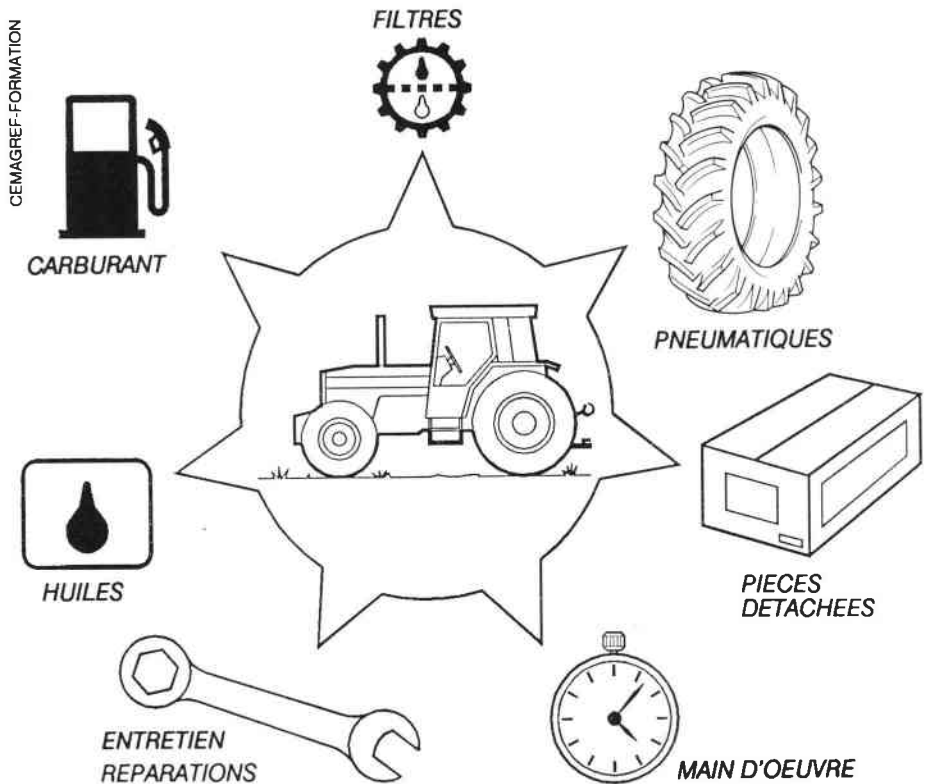 CEMAGREF-FORMATION
FILTRES
CARBURANT
PNEUMATIQUES
HUILES
PIECES
DETACHEES
ENTRETIEN
REPARATIONS
MAIN D'OEUVRE